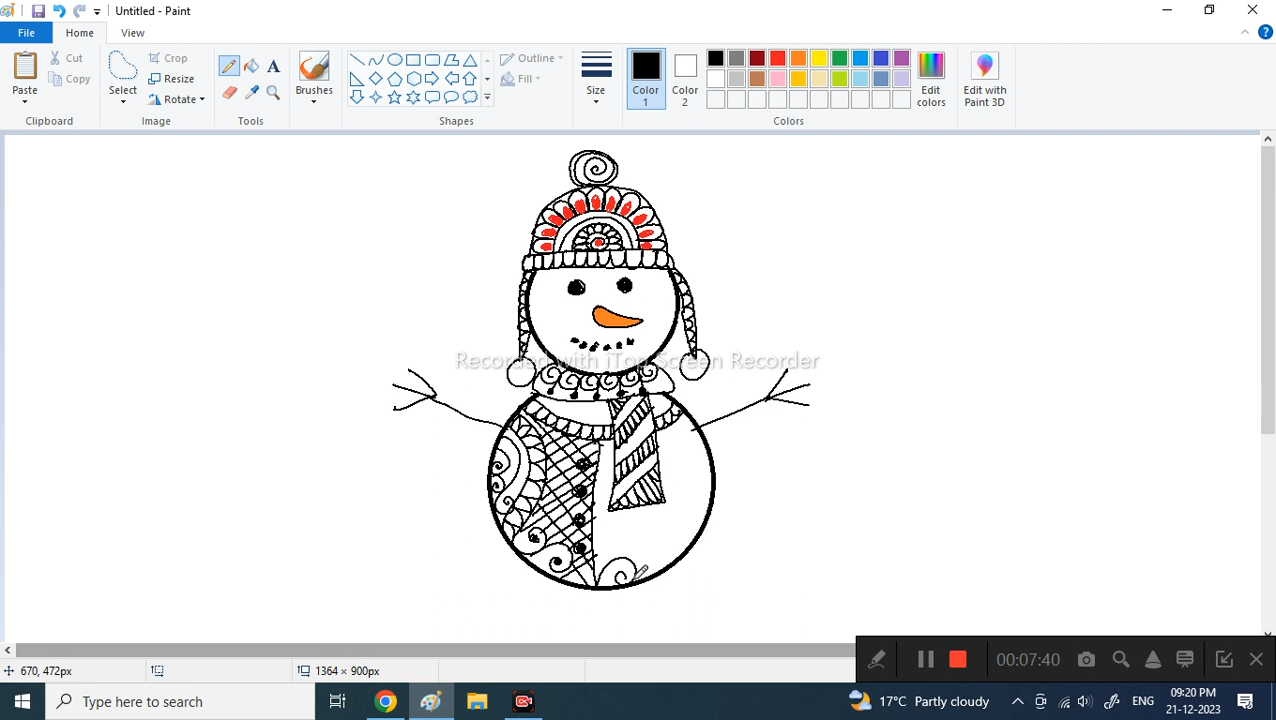 Untitled - Paint
File
Home
View
Paste
Cut
Copy
Clipboard
Select
Crop
Resize
Rotate
Image
A
Tools
Brushes
Shapes
Outline
Fill
Size
Color
1
Color
2
Colors
Edit
colors
Edit with
Paint 3D
Recorded with iTop Screen Recorder
670, 472px
1364 × 900px
00:07:40
Type here to search
17°C Partly cloudy
ENG
09:20 PM
21-12-2023